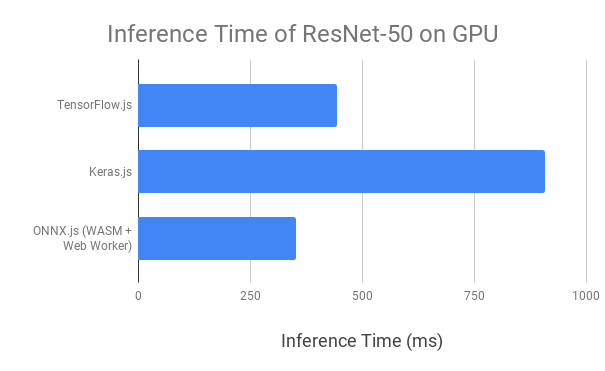 Inference Time of ResNet-50 on GPU
TensorFlow.js
Keras.js
ONNX.js (WASM +
Web Worker)
0 250 500 750 1000
Inference Time (ms)